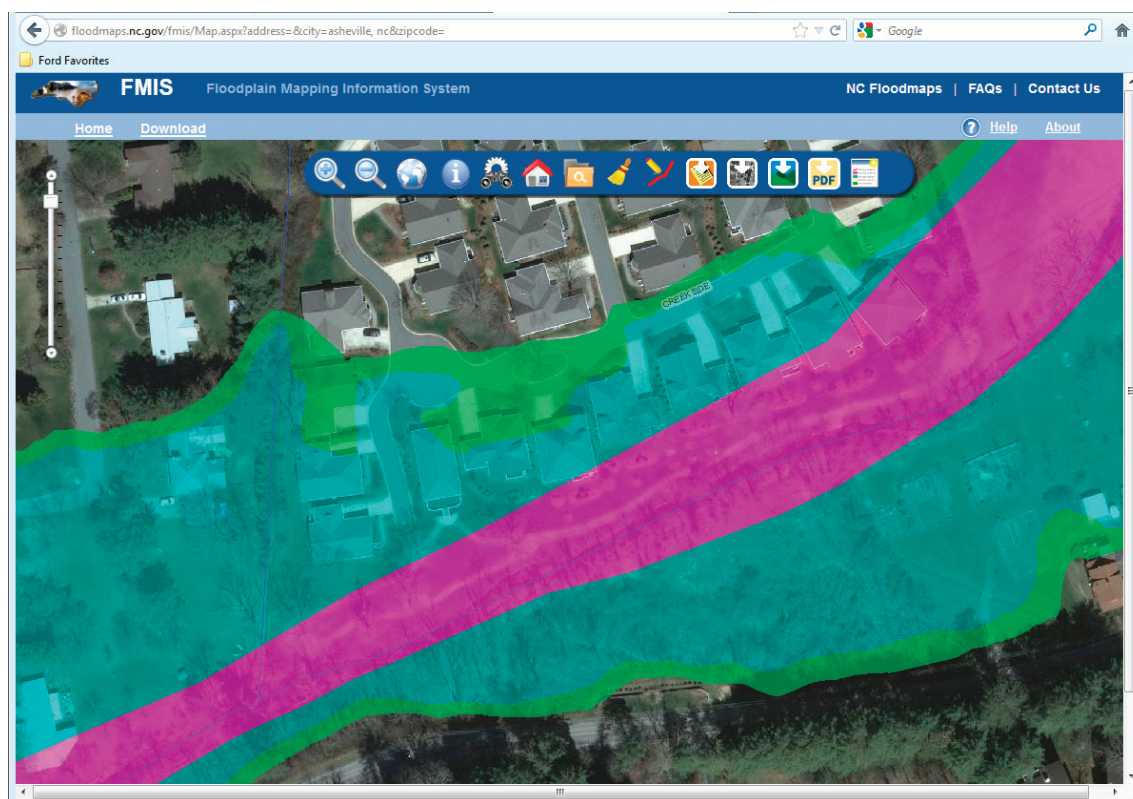 floodmaps.nc.gov/fmis/Map.aspx?address=&city=asheville, nc&zipcode=
Google
Ford Favorites
FMIS Floodplain Mapping Information System
NC Floodmaps | FAQs | Contact Us
Home Download
? Help About
i
PDF
CREEK SIDE